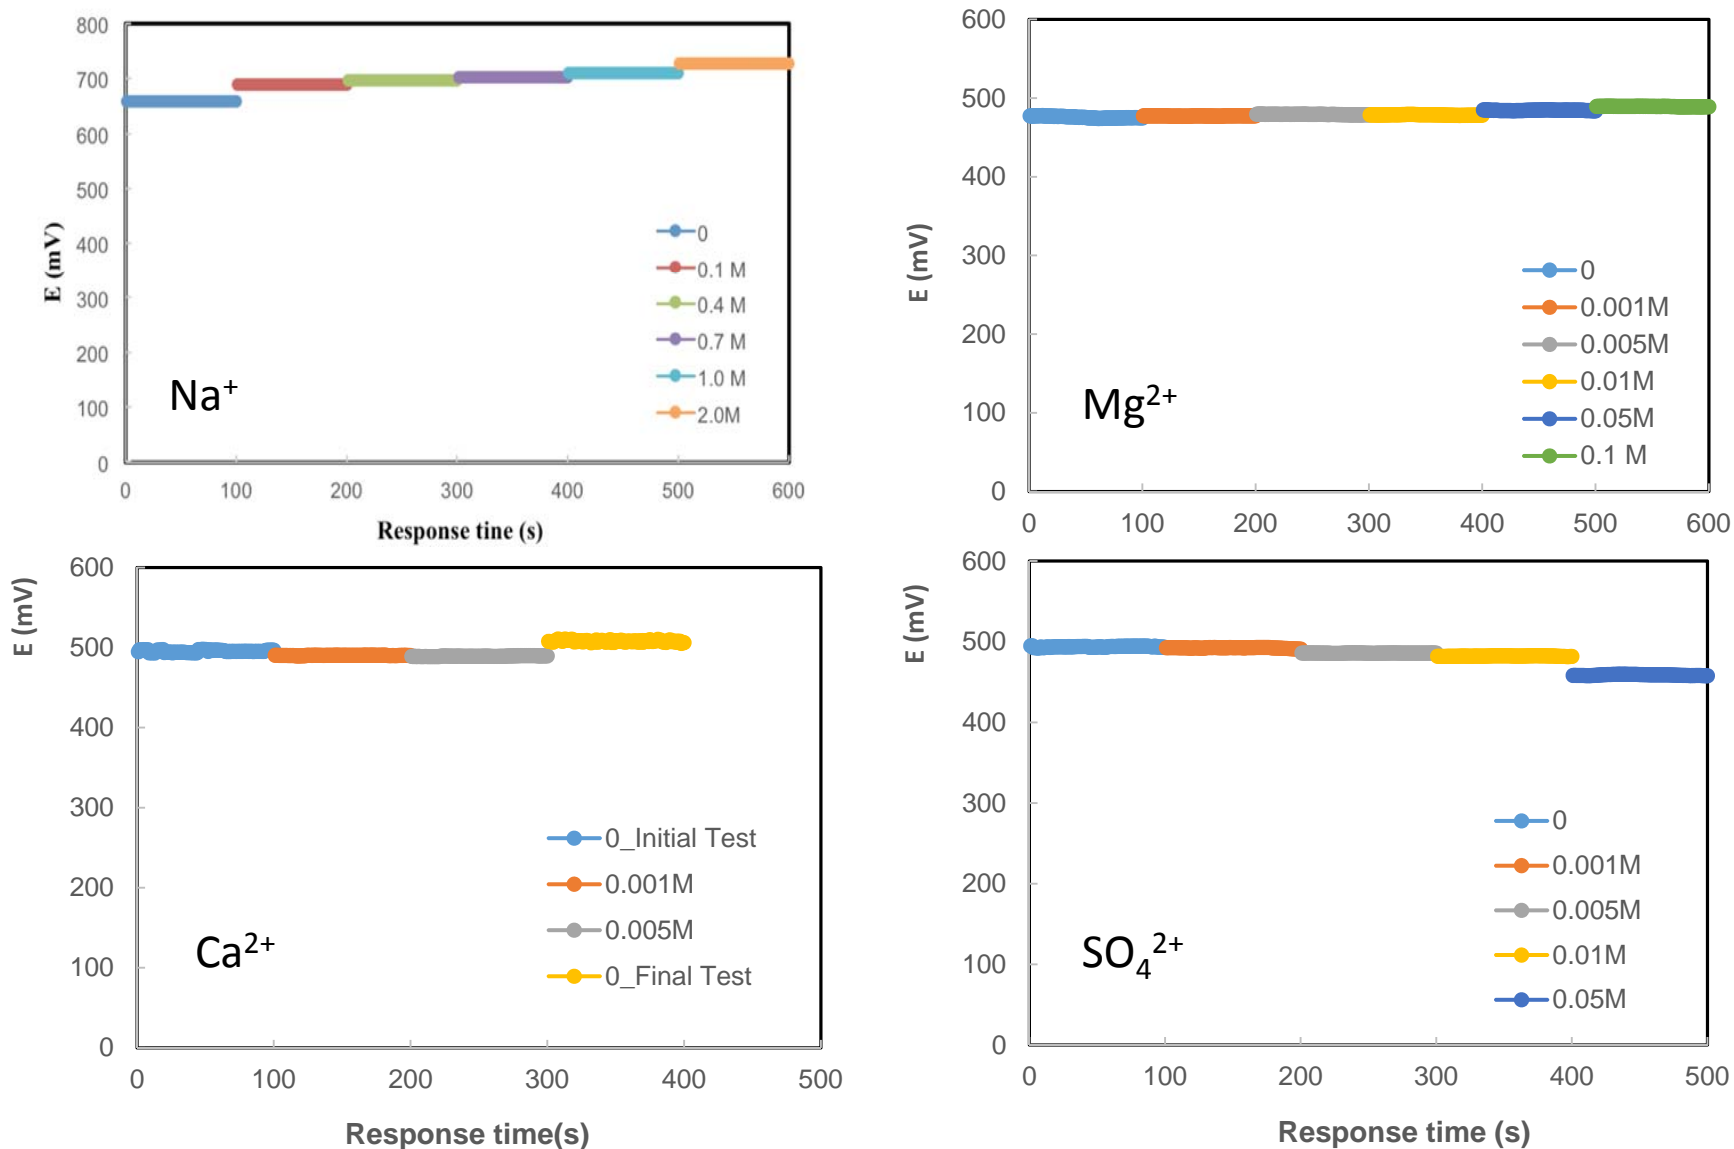 800
700
600
500
400
300
200
100
0
E (mV)
0
0.1 M
0.4 M
0.7 M
1.0 M
2.0M
Na⁺
0 100 200 300 400 500 600
Response tine (s)
600
500
400
300
200
100
0
E (mV)
0
0.001M
0.005M
0.01M
0.05M
0.1 M
Mg²⁺
0 100 200 300 400 500 600
600
500
400
300
200
100
0
E (mV)
0_Initial Test
0.001M
0.005M
0_Final Test
Ca²⁺
0 100 200 300 400 500
Response time(s)
600
500
400
300
200
100
0
E (mV)
0
0.001M
0.005M
0.01M
0.05M
SO₄²⁺
0 100 200 300 400 500
Response time (s)